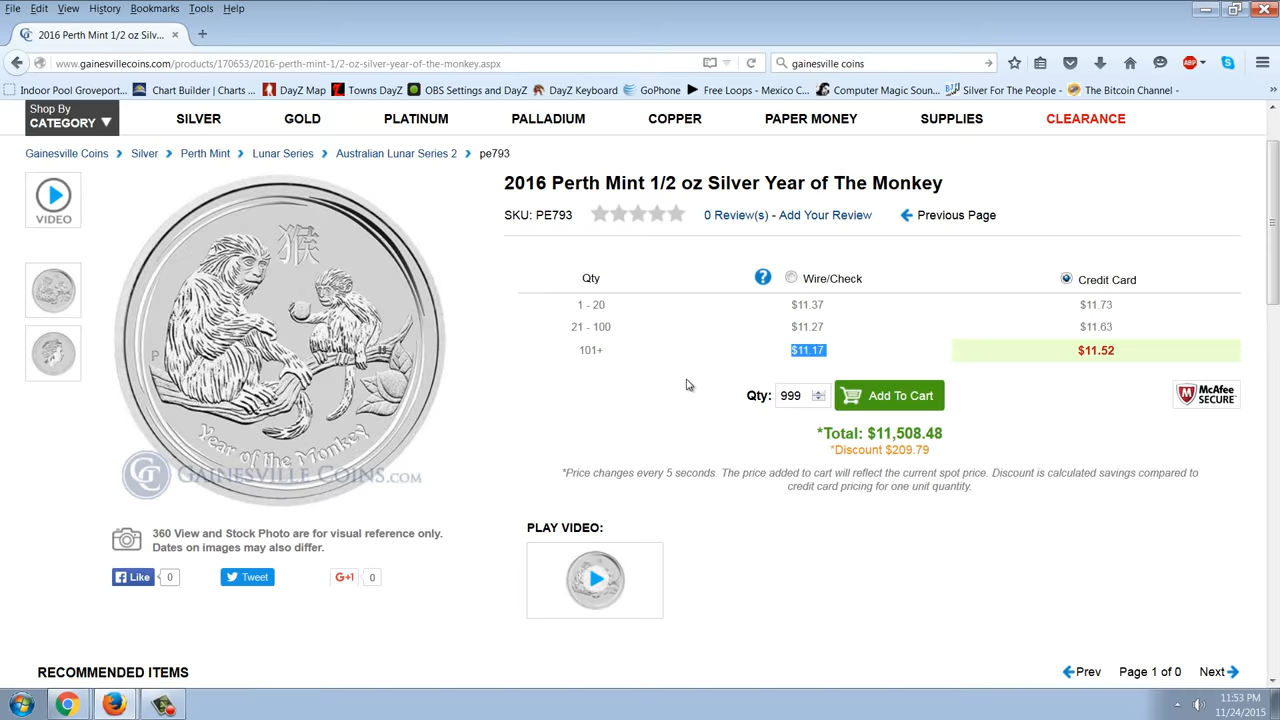 File Edit View History Bookmarks Tools Help
2016 Perth Mint 1/2 oz Silv...
www.gainesvillecoins.com/products/170653/2016-perth-mint-1/2-oz-silver-year-of-the-monkey.aspx
gainesville coins
ABP
Indoor Pool Groveport... Chart Builder | Charts ... DayZ Map Towns DayZ OBS Settings and DayZ DayZ Keyboard GoPhone Free Loops - Mexico C... Computer Magic Soun... Silver For The People - The Bitcoin Channel -
Shop By
CATEGORY ▼
SILVER GOLD PLATINUM PALLADIUM COPPER PAPER MONEY SUPPLIES CLEARANCE
Gainesville Coins Silver Perth Mint Lunar Series Australian Lunar Series 2 pe793
VIDEO
2016 Perth Mint 1/2 oz Silver Year of The Monkey
SKU: PE793 0 Review(s) - Add Your Review Previous Page
Qty ? Wire/Check Credit Card
1 - 20 $11.37 $11.73
21 - 100 $11.27 $11.63
101+ $11.17 $11.52
Qty: 999 Add To Cart
McAfee
SECURE
*Total: $11,508.48
*Discount $209.79
*Price changes every 5 seconds. The price added to cart will reflect the current spot price. Discount is calculated savings compared to
credit card pricing for one unit quantity.
猴
P
Year of the Monkey
GAINESVILLE COINS.COM
360 View and Stock Photo are for visual reference only.
Dates on images may also differ.
Like 0 Tweet G+1 0
PLAY VIDEO:
RECOMMENDED ITEMS
Prev Page 1 of 0 Next
11:53 PM
11/24/2015